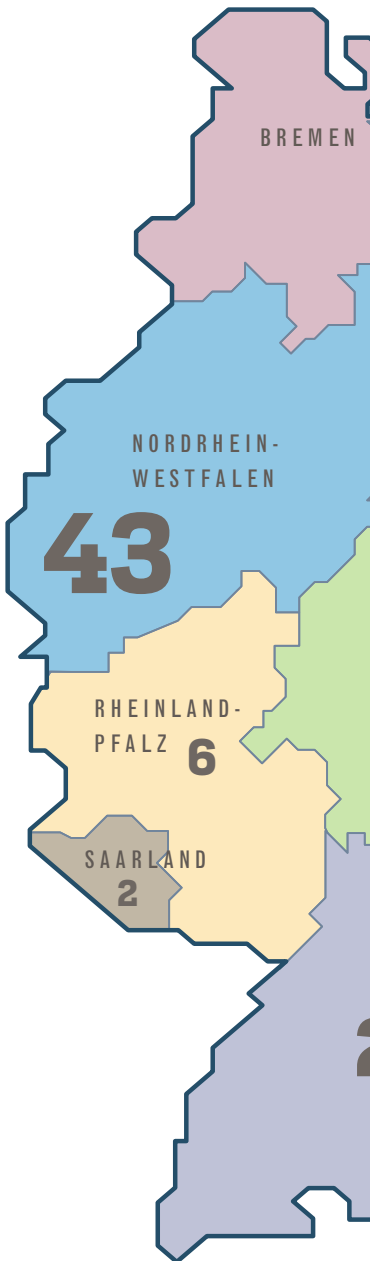 BREMEN
NORDRHEIN-
WESTFALEN
43
RHEINLAND-
PFALZ 6
SAARLAND
2